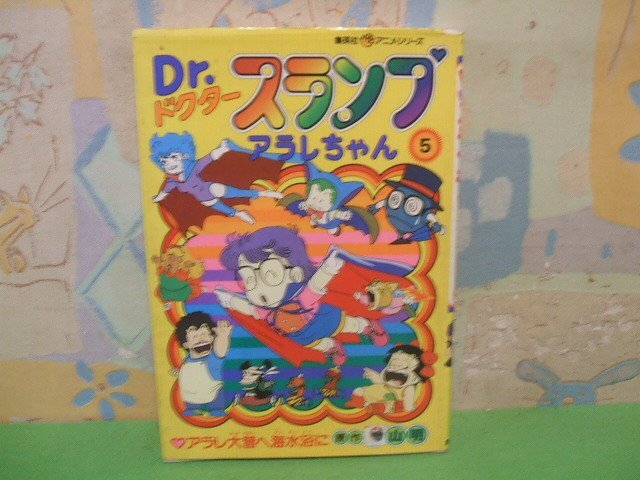 集英社 アニメ・シリーズ
Dr.スランプ
ドクター
アラレちゃん
5
♥アラレ大昔へ海水浴に
原作 山明